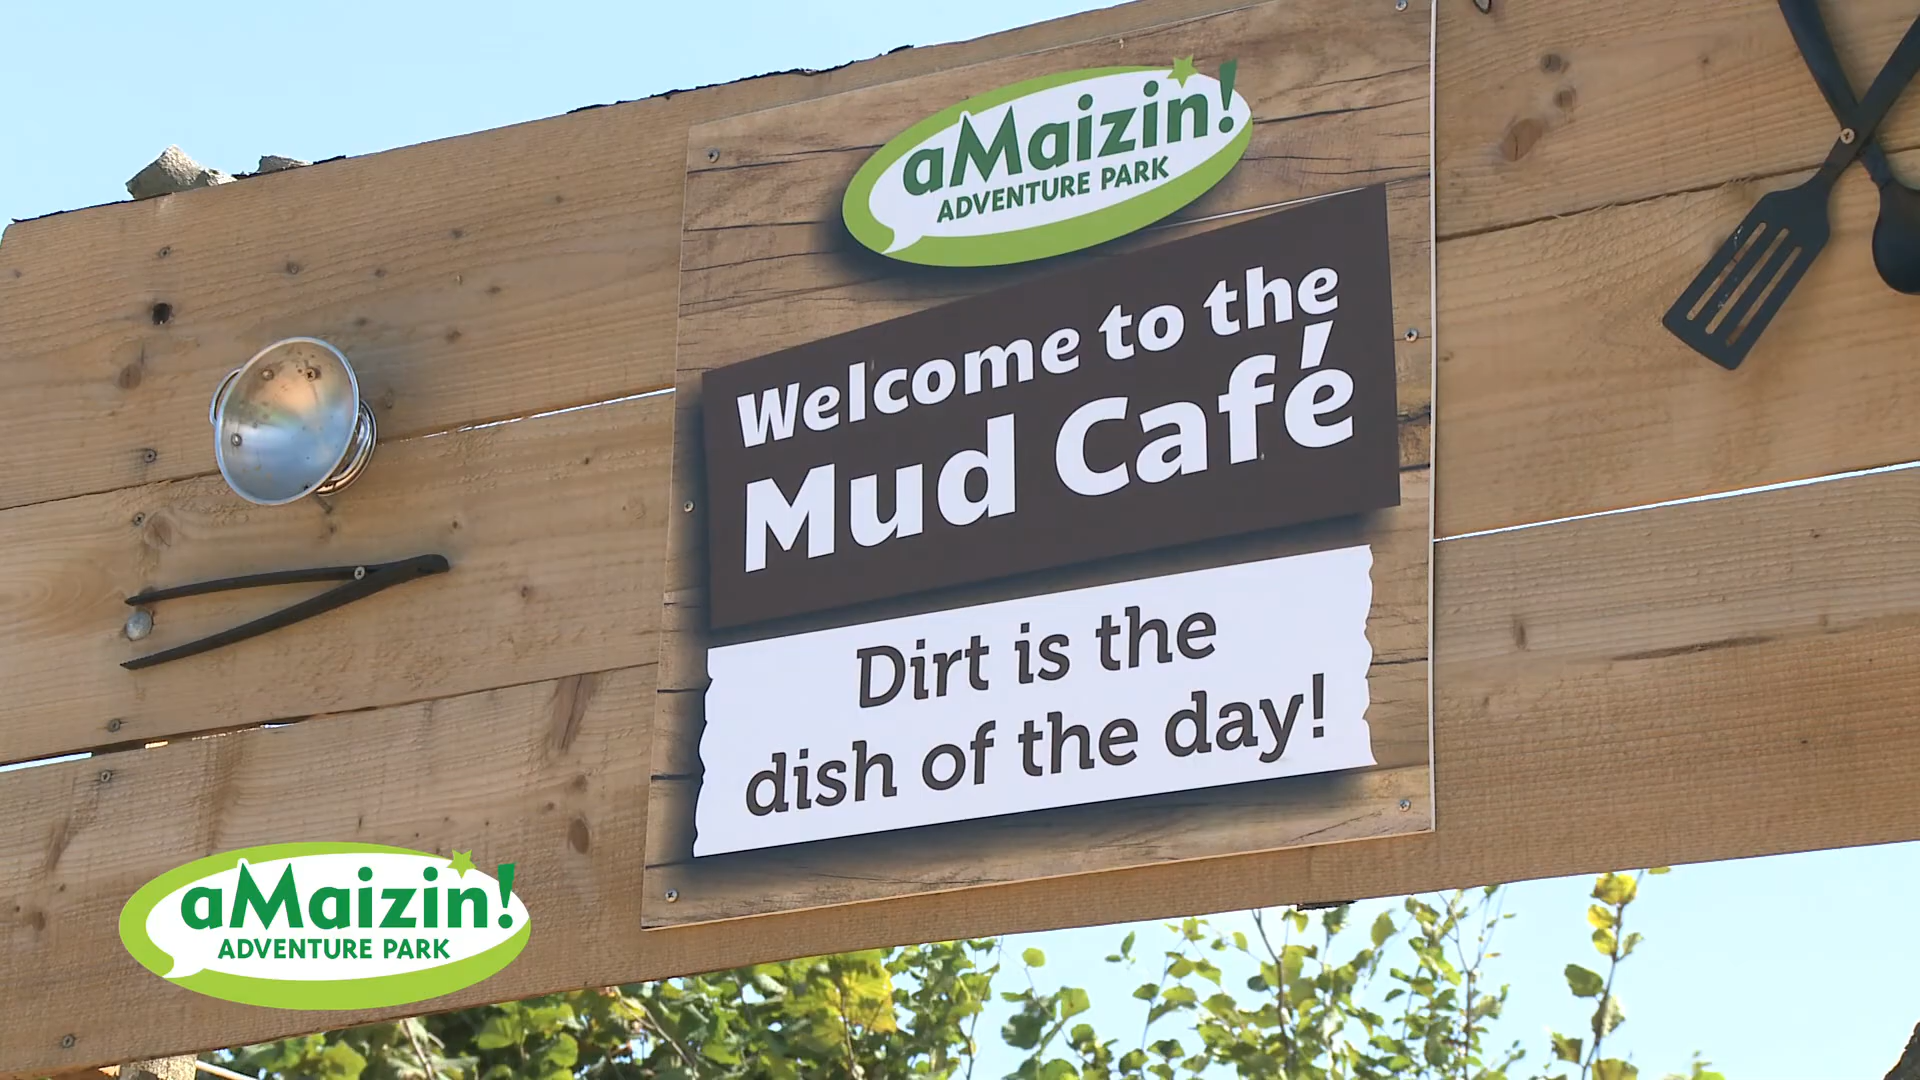 aMaizin!
ADVENTURE PARK
Welcome to the
Mud Café
Dirt is the
dish of the day!
aMaizin!
ADVENTURE PARK